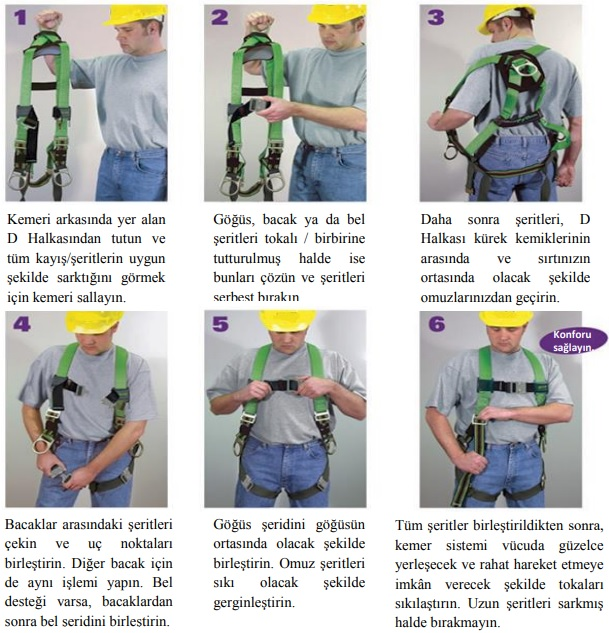 1
2
3
Kemeri arkasında yer alan
D Halkasından tutun ve
tüm kayış/şeritlerin uygun
şekilde sarktığını görmek
için kemeri sallayın.
Göğüs, bacak ya da bel
şeritleri tokalı / birbirine
tutturulmuş halde ise
bunları çözün ve şeritleri
serbest bırakın
Daha sonra şeritleri, D
Halkası kürek kemiklerinin
arasında ve sırtınızın
ortasında olacak şekilde
omuzlarınızdan geçirin.
4
5
6
Konforu
sağlayın
Bacaklar arasındaki şeritleri
çekin ve uç noktaları
birleştirin. Diğer bacak için
de aynı işlemi yapın. Bel
desteği varsa, bacaklardan
sonra bel şeridini birleştirin.
Göğüs şeridini göğüsün
ortasında olacak şekilde
birleştirin. Omuz şeritleri
sıkı olacak şekilde
gerginleştirin.
Tüm şeritler birleştirildikten sonra,
kemer sistemi vücuda güzelce
yerleşecek ve rahat hareket etmeye
imkân verecek şekilde tokaları
sıkılaştırın. Uzun şeritleri sarkmış
halde bırakmayın.